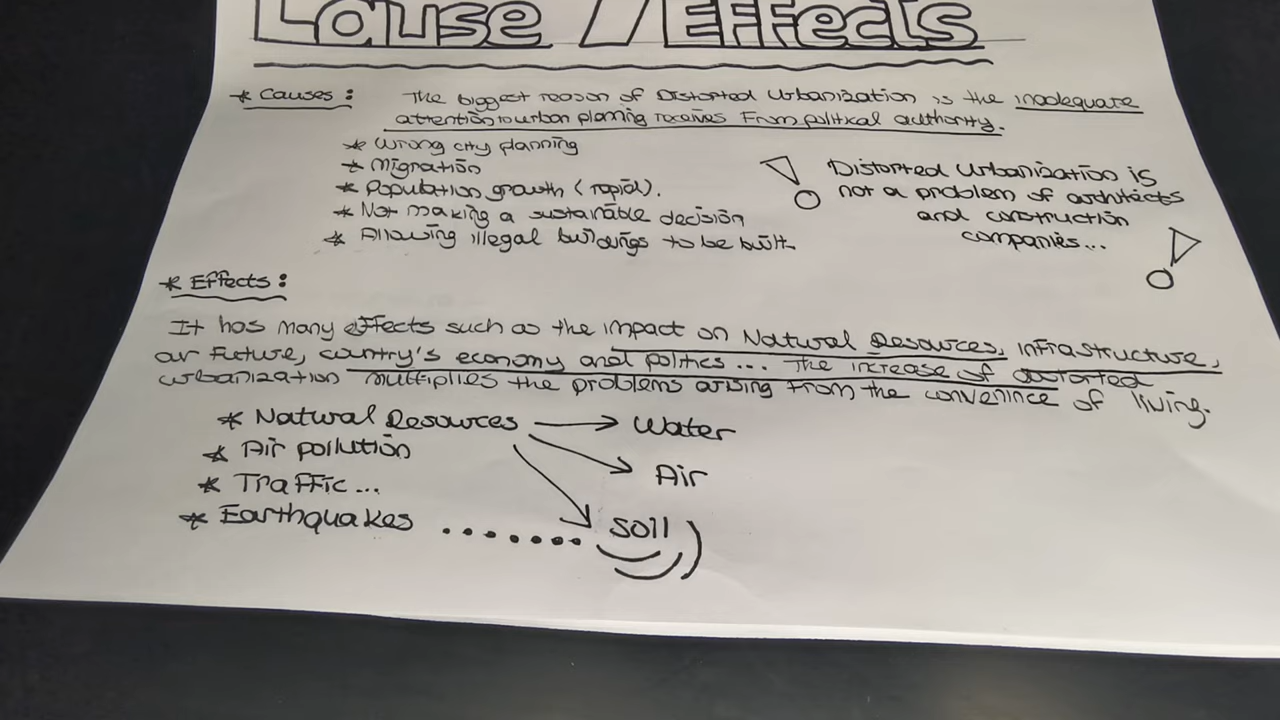 Cause / Effects
* Causes: The biggest reason of Distorted Urbanization is the inadequate
attention to urban planning receives From political authority.
* Wrong city planning
* Migration
* Population growth (rapid).
* Not making a sustainable decision
* Allowing illegal buildings to be built.
Distorted Urbanization is
not a problem of architects
and construction
companies...
* Effects:
It has many effects such as the impact on Natural Resources, infrastructure,
our Future, country's economy and politics... The increase of distorted
urbanization multiplies the problems arising From the convenince of living.
* Natural Resources → Water
* Air pollution
Air
* Traffic...
* Earthquakes ....... Soil